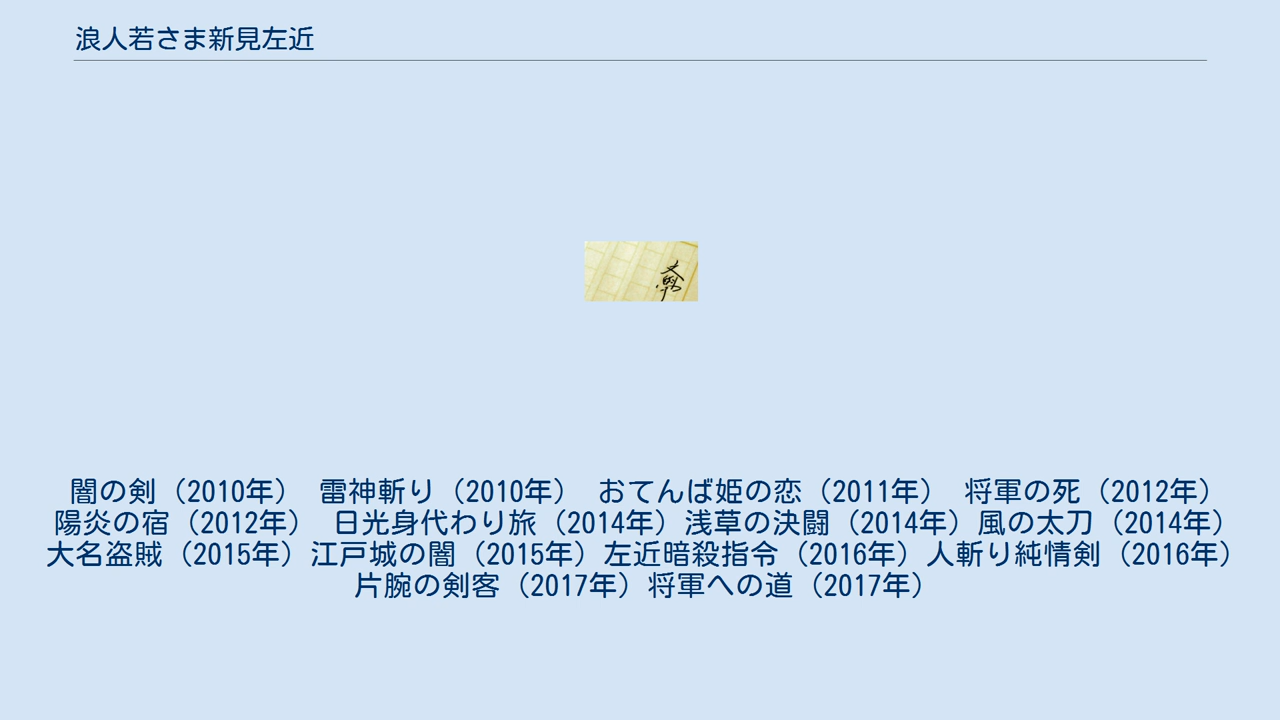 浪人若さま新見左近
闇の剣（2010年）　雷神斬り（2010年）　おてんば姫の恋（2011年）　将軍の死（2012年）
陽炎の宿（2012年）　日光身代わり旅（2014年）浅草の決闘（2014年）風の太刀（2014年）
大名盗賊（2015年）江戸城の闇（2015年）左近暗殺指令（2016年）人斬り純情剣（2016年）
片腕の剣客（2017年）将軍への道（2017年）